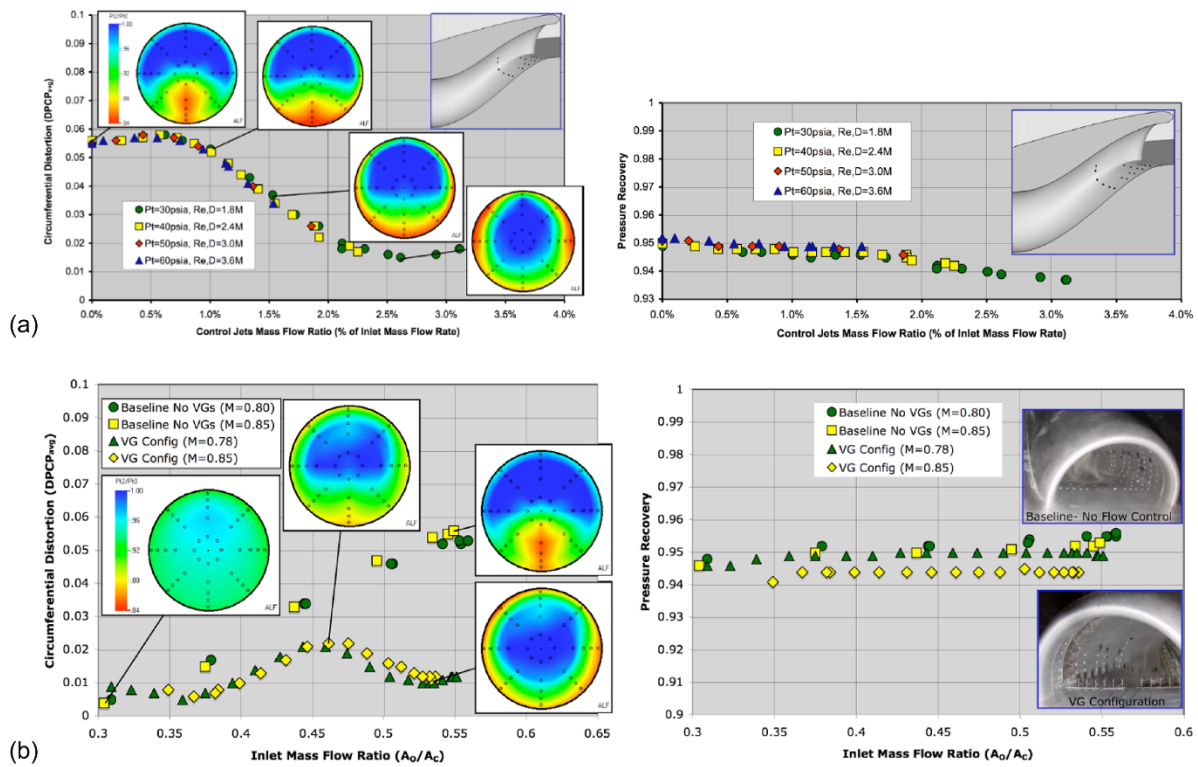 (a)
0.1
0.09
0.08
0.07
0.06
0.05
0.04
0.03
0.02
0.01
0
Circumferential Distortion (DPCPavg)
Pt2/Pt0
1.00
.96
.92
.88
.84
ALF
ALF
ALF
ALF
Pt=30psia, Re,D=1.8M
Pt=40psia, Re,D=2.4M
Pt=50psia, Re,D=3.0M
Pt=60psia, Re,D=3.6M
0.0% 0.5% 1.0% 1.5% 2.0% 2.5% 3.0% 3.5% 4.0%
Control Jets Mass Flow Ratio (% of Inlet Mass Flow Rate)
1
0.99
0.98
0.97
0.96
0.95
0.94
0.93
Pressure Recovery
Pt=30psia, Re,D=1.8M
Pt=40psia, Re,D=2.4M
Pt=50psia, Re,D=3.0M
Pt=60psia, Re,D=3.6M
0.0% 0.5% 1.0% 1.5% 2.0% 2.5% 3.0% 3.5% 4.0%
Control Jets Mass Flow Ratio (% of Inlet Mass Flow Rate)
(b)
0.1
0.09
0.08
0.07
0.06
0.05
0.04
0.03
0.02
0.01
0
Circumferential Distortion (DPCPavg)
Baseline No VGs (M=0.80)
Baseline No VGs (M=0.85)
VG Config (M=0.78)
VG Config (M=0.85)
Pt2/Pt0
1.00
.96
.92
.88
.84
ALF
ALF
ALF
ALF
0.3 0.35 0.4 0.45 0.5 0.55 0.6 0.65
Inlet Mass Flow Ratio (Ao/Ac)
1
0.99
0.98
0.97
0.96
0.95
0.94
0.93
0.92
0.91
0.9
Pressure Recovery
Baseline No VGs (M=0.80)
Baseline No VGs (M=0.85)
VG Config (M=0.78)
VG Config (M=0.85)
Baseline- No Flow Control
VG Configuration
0.3 0.35 0.4 0.45 0.5 0.55 0.6
Inlet Mass Flow Ratio (Ao/Ac)